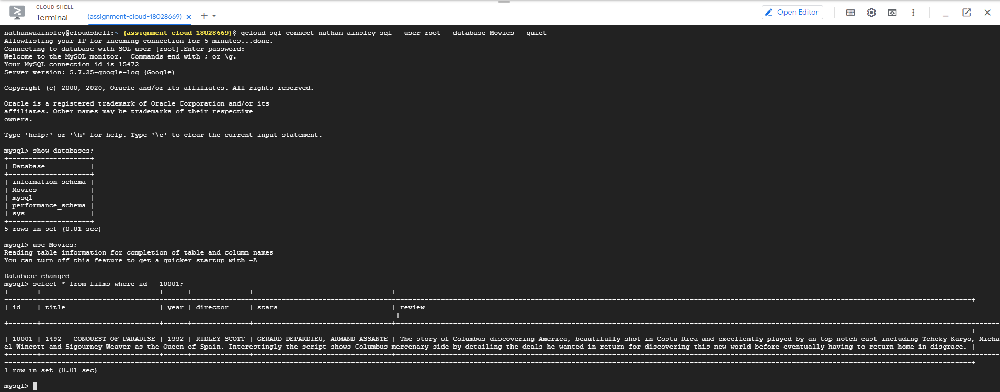 CLOUD SHELL
Terminal
(assignment-cloud-18028669)
Open Editor
nathanwaainsley@cloudshell:~ (assignment-cloud-18028669)$ gcloud sql connect nathan-ainsley-sql --user=root --database=Movies --quiet
Allowlisting your IP for incoming connection for 5 minutes...done.
Connecting to database with SQL user [root].Enter password:
Welcome to the MySQL monitor.  Commands end with ; or \g.
Your MySQL connection id is 15472
Server version: 5.7.25-google-log (Google)
Copyright (c) 2000, 2020, Oracle and/or its affiliates. All rights reserved.
Oracle is a registered trademark of Oracle Corporation and/or its
affiliates. Other names may be trademarks of their respective
owners.
Type 'help;' or '\h' for help. Type '\c' to clear the current input statement.
mysql> show databases;
+--------------------+
| Database           |
+--------------------+
| information_schema |
| Movies             |
| mysql              |
| performance_schema |
| sys                |
+--------------------+
5 rows in set (0.01 sec)
mysql> use Movies;
Reading table information for completion of table and column names
You can turn off this feature to get a quicker startup with -A
Database changed
mysql> select * from films where id = 10001;
| id    | title                       | year | director     | stars                            | review
|
| 10001 | 1492 - CONQUEST OF PARADISE | 1992 | RIDLEY SCOTT | GERARD DEPARDIEU, ARMAND ASSANTE | The story of Columbus discovering America, beautifully shot in Costa Rica and excellently played by an top-notch cast including Tcheky Karyo, Micha
el Wincott and Sigourney Weaver as the Queen of Spain. Interestingly the script shows Columbus mercenary side by detailing the deals he wanted in return for discovering this new world before eventually having to return home in disgrace. |
1 row in set (0.01 sec)
mysql>